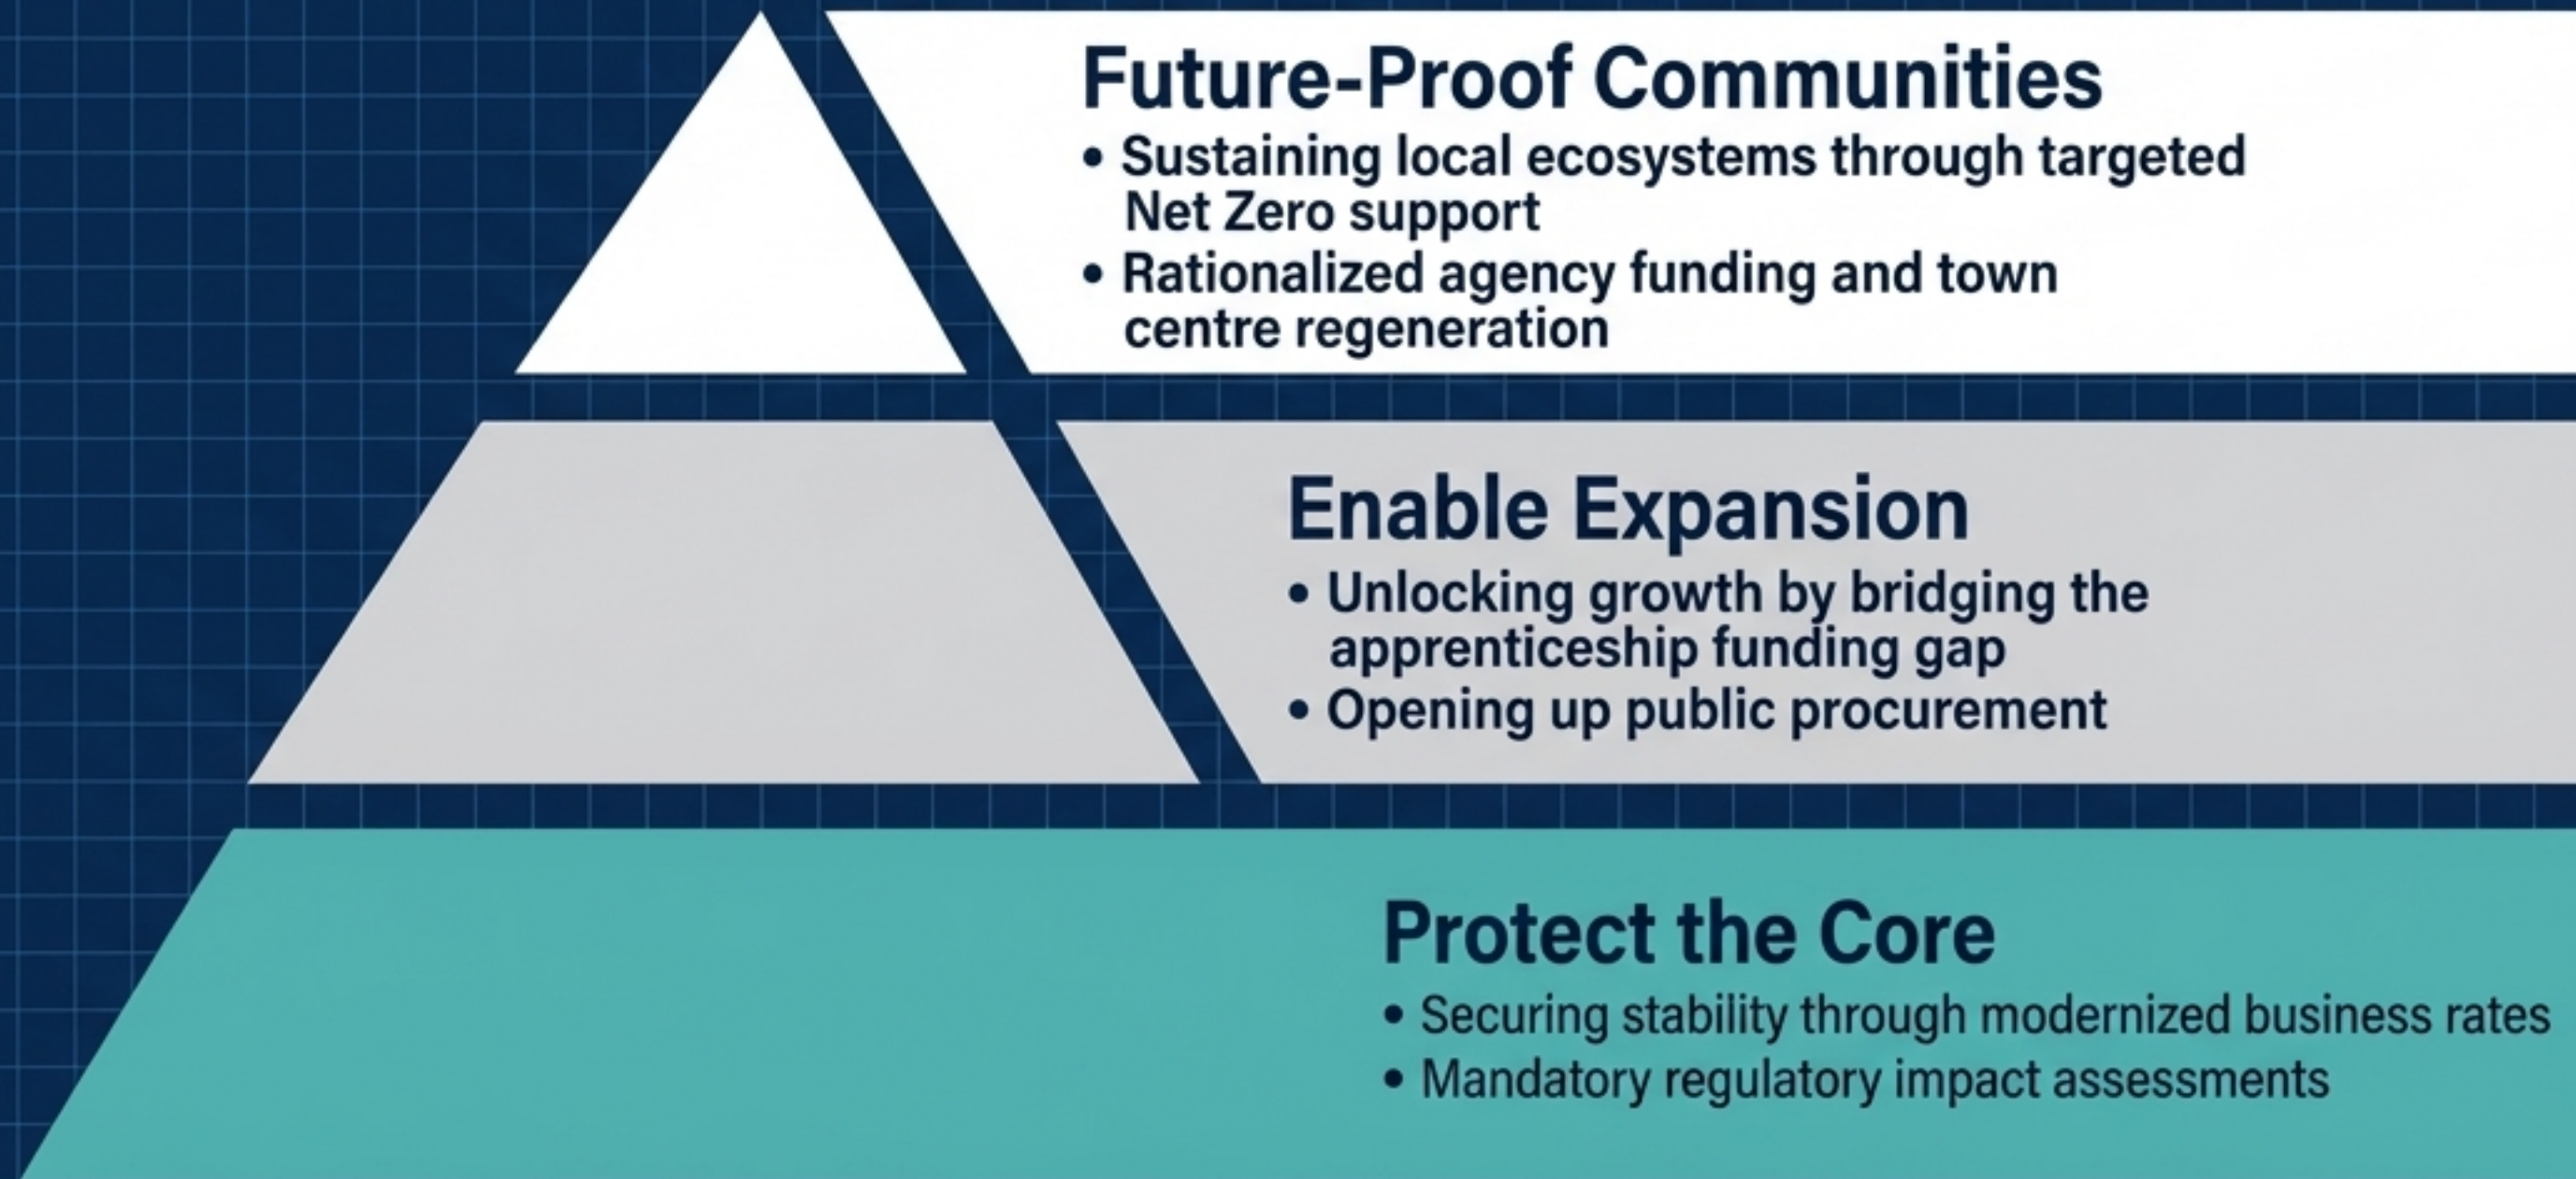 Future-Proof Communities
• Sustaining local ecosystems through targeted
Net Zero support
• Rationalized agency funding and town
centre regeneration
Enable Expansion
• Unlocking growth by bridging the
apprenticeship funding gap
• Opening up public procurement
Protect the Core
• Securing stability through modernized business rates
• Mandatory regulatory impact assessments